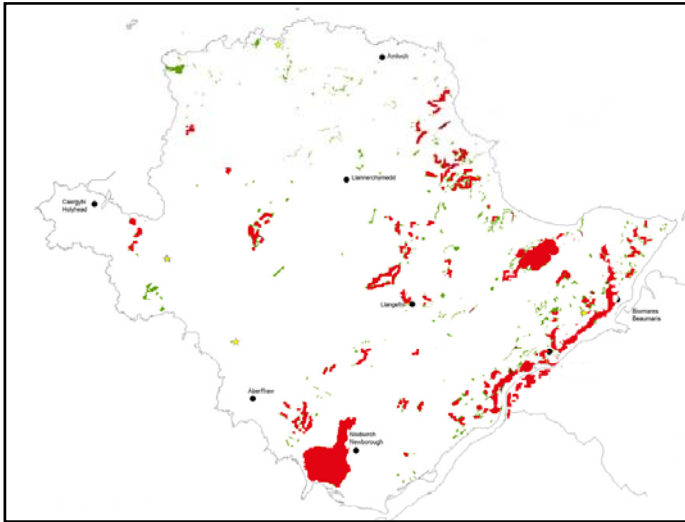 Amlwch
Llannerchymedd
Caergybi
Holyhead
Llangefni
Biwmares
Beaumaris
Aberffraw
Niwbwrch
Newborough